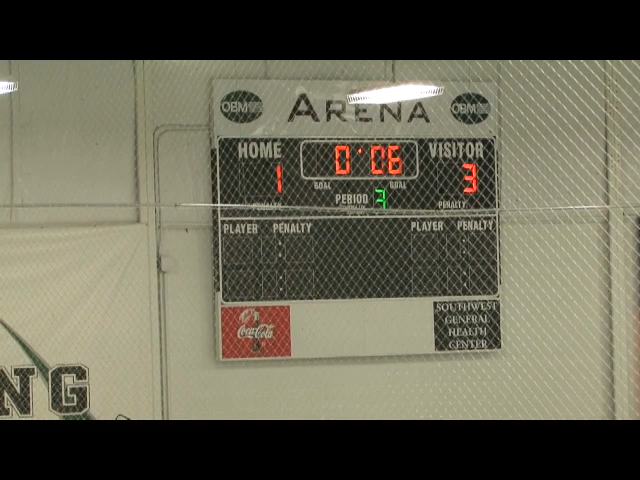 OBM ARENA OBM
HOME 0:06 VISITOR
1 GOAL GOAL 3
PENALTY PERIOD 3 PENALTY
PLAYER PENALTY PLAYER PENALTY
Coca-Cola
SOUTHWEST
GENERAL
HEALTH
CENTER
NG